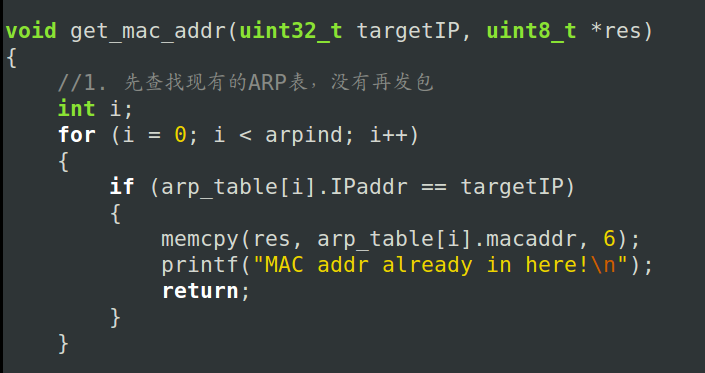 void get_mac_addr(uint32_t targetIP, uint8_t *res)
{
    //1. 先查找现有的ARP表，没有再发包
    int i;
    for (i = 0; i < arpind; i++)
    {
        if (arp_table[i].IPaddr == targetIP)
        {
            memcpy(res, arp_table[i].macaddr, 6);
            printf("MAC addr already in here!\n");
            return;
        }
    }